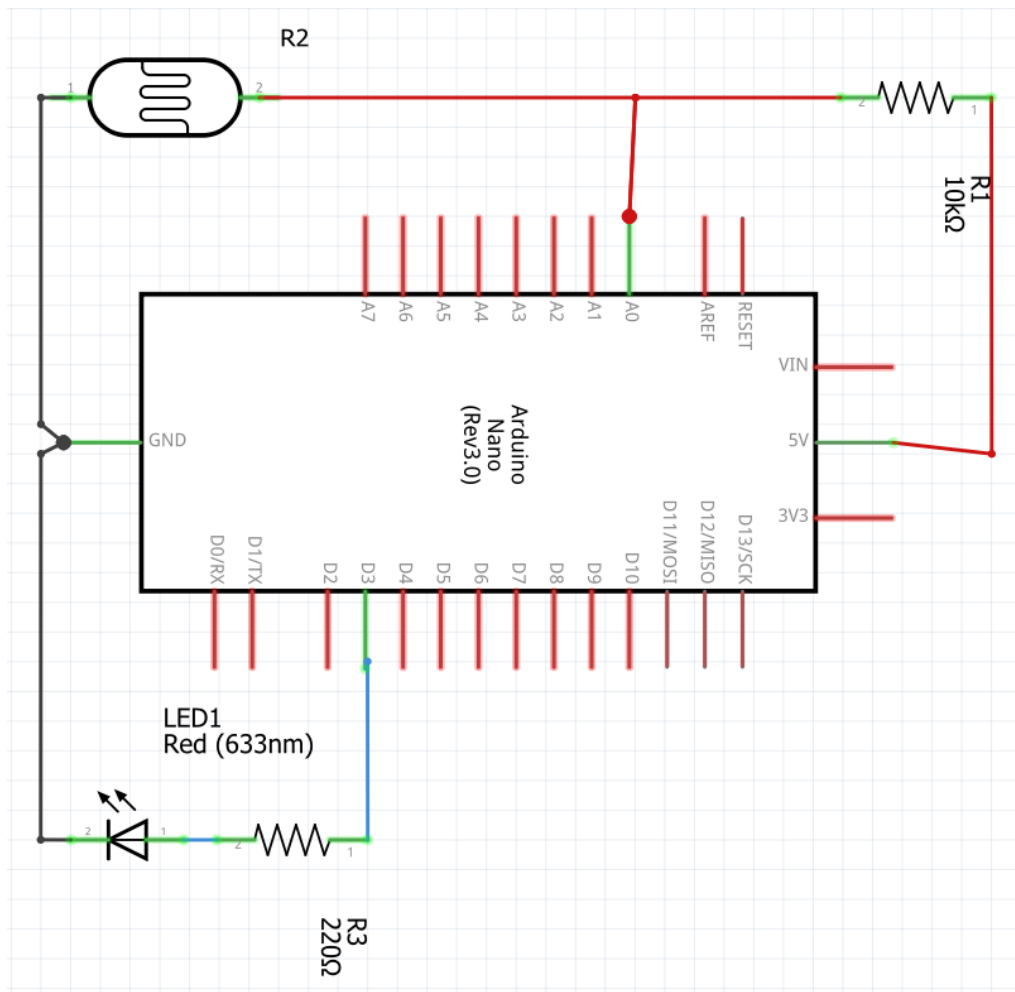 R2
1
2
2
1
R1
10kΩ
A7
A6
A5
A4
A3
A2
A1
A0
AREF
RESET
VIN
GND
Arduino
Nano
(Rev3.0)
5V
3V3
D0/RX
D1/TX
D2
D3
D4
D5
D6
D7
D8
D9
D10
D11/MOSI
D12/MISO
D13/SCK
LED1
Red (633nm)
2
1
2
1
R3
220Ω